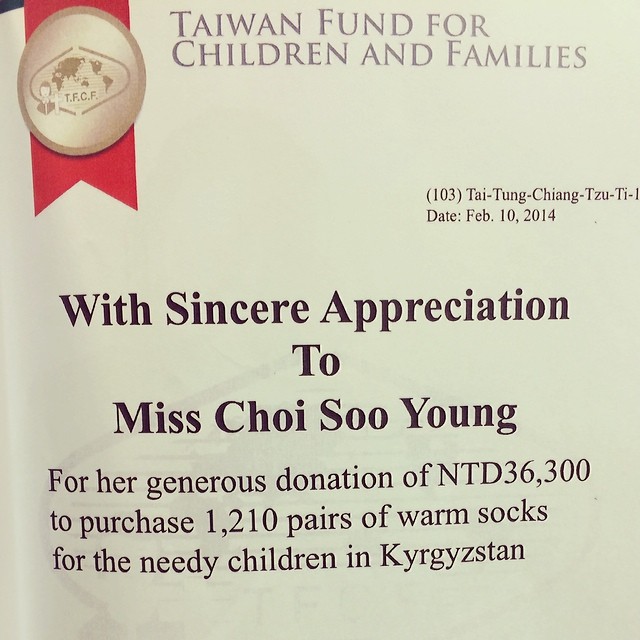 TAIWAN FUND FOR
CHILDREN AND FAMILIES
T.F.C.F.
(103) Tai-Tung-Chiang-Tzu-Ti-1
Date: Feb. 10, 2014
With Sincere Appreciation
To
Miss Choi Soo Young
For her generous donation of NTD36,300
to purchase 1,210 pairs of warm socks
for the needy children in Kyrgyzstan